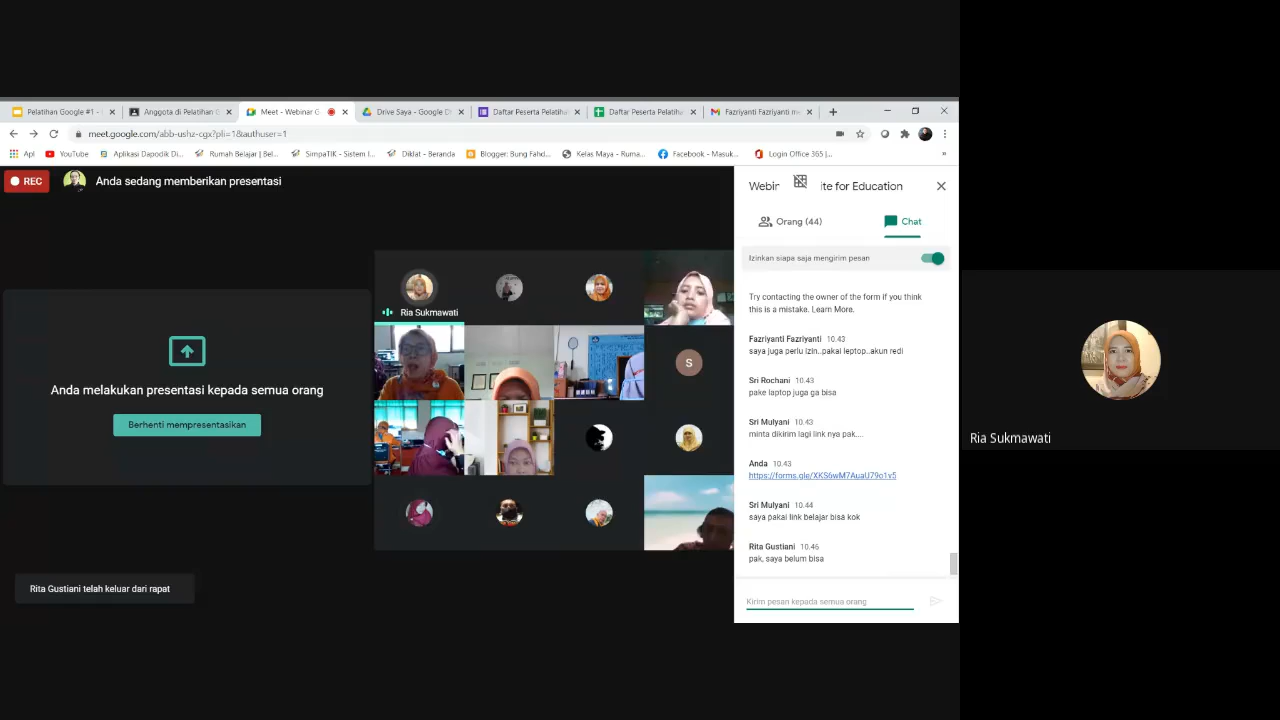 Pelatihan Google #1 -
Anggota di Pelatihan
Meet - Webinar G
Drive Saya - Google D
Daftar Peserta Pelatihan
Daftar Peserta Pelatihan
Fazriyanti Fazriyanti m
meet.google.com/abb-ushz-cgx?pli=1&authuser=1
Apl
YouTube
Aplikasi Dapodik Di...
Rumah Belajar | Bel...
SimpaTIK - Sistem I...
Diklat - Beranda
Blogger: Bung Fahd...
Kelas Maya - Ruma...
Facebook - Masuk...
Login Office 365 |...
»
REC
Anda sedang memberikan presentasi
Anda melakukan presentasi kepada semua orang
Berhenti mempresentasikan
Rita Gustiani telah keluar dari rapat
Ria Sukmawati
S
Webin
ite for Education
Orang (44)
Chat
Izinkan siapa saja mengirim pesan
Try contacting the owner of the form if you think
this is a mistake. Learn More.
Fazriyanti Fazriyanti 10.43
saya juga perlu izin..pakai leptop..akun redi
Sri Rochani 10.43
pake laptop juga ga bisa
Sri Mulyani 10.43
minta dikirim lagi link nya pak....
Anda 10.43
https://forms.gle/XKS6wM7AuaU79o1v5
Sri Mulyani 10.44
saya pakai link belajar bisa kok
Rita Gustiani 10.46
pak, saya belum bisa
Kirim pesan kepada semua orang
Ria Sukmawati